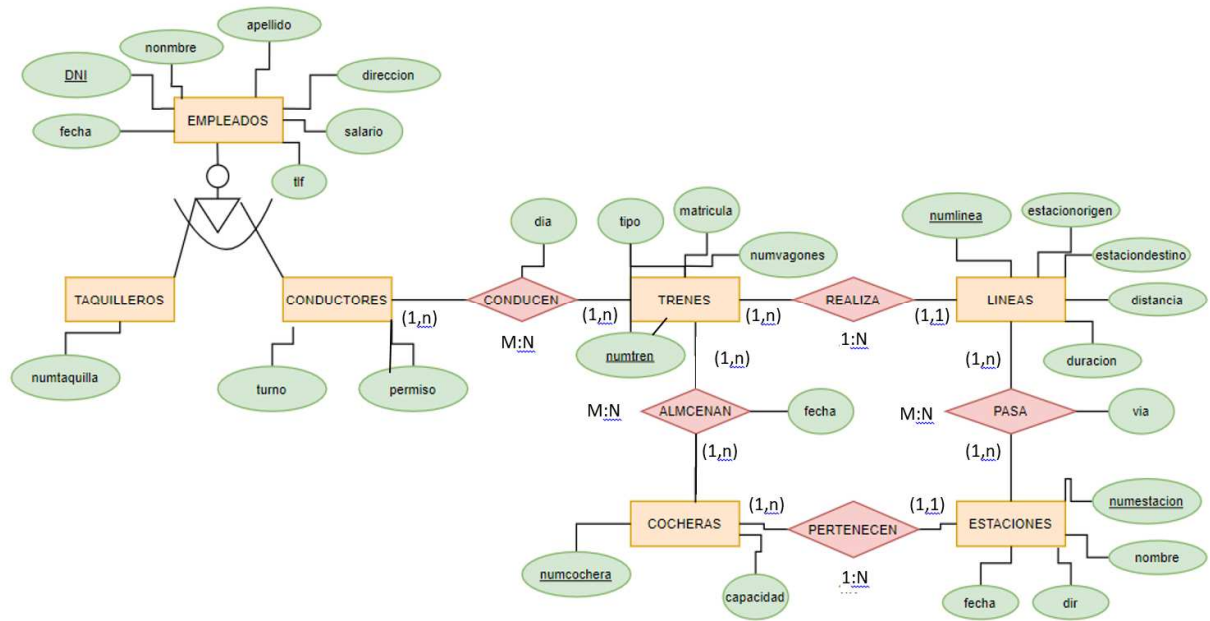 apellido
nonmbre
DNI
direccion
EMPLEADOS
fecha
salario
tlf
dia
tipo
matricula
numvagones
numlinea
estacionorigen
estaciondestino
TAQUILLEROS
CONDUCTORES
CONDUCEN
TRENES
REALIZA
LINEAS
distancia
(1,n)
(1,n)
(1,n)
(1,1)
M:N
1:N
numtaquilla
turno
permiso
numtren
(1,n)
(1,n)
duracion
M:N
ALMCENAN
fecha
M:N
PASA
via
(1,n)
(1,n)
(1,n)
(1,1)
numestacion
COCHERAS
PERTENECEN
ESTACIONES
nombre
numcochera
1:N
capacidad
fecha
dir